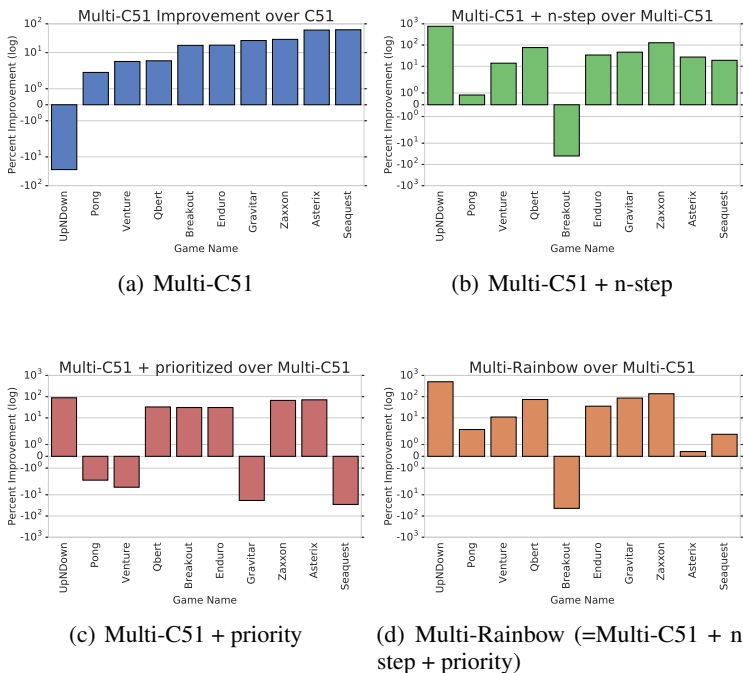 Multi-C51 Improvement over C51
Percent Improvement (log)
10^2
10^1
10^0
0
-10^0
-10^1
-10^2
UpNDown
Pong
Venture
Qbert
Breakout
Enduro
Gravitar
Zaxxon
Asterix
Seaquest
Game Name
(a) Multi-C51
Multi-C51 + n-step over Multi-C51
Percent Improvement (log)
10^3
10^2
10^1
10^0
0
-10^0
-10^1
-10^2
-10^3
UpNDown
Pong
Venture
Qbert
Breakout
Enduro
Gravitar
Zaxxon
Asterix
Seaquest
Game Name
(b) Multi-C51 + n-step
Multi-C51 + prioritized over Multi-C51
Percent Improvement (log)
10^3
10^2
10^1
10^0
0
-10^0
-10^1
-10^2
-10^3
UpNDown
Pong
Venture
Qbert
Breakout
Enduro
Gravitar
Zaxxon
Asterix
Seaquest
Game Name
(c) Multi-C51 + priority
Multi-Rainbow over Multi-C51
Percent Improvement (log)
10^3
10^2
10^1
10^0
0
-10^0
-10^1
-10^2
-10^3
UpNDown
Pong
Venture
Qbert
Breakout
Enduro
Gravitar
Zaxxon
Asterix
Seaquest
Game Name
(d) Multi-Rainbow (=Multi-C51 + n
step + priority)